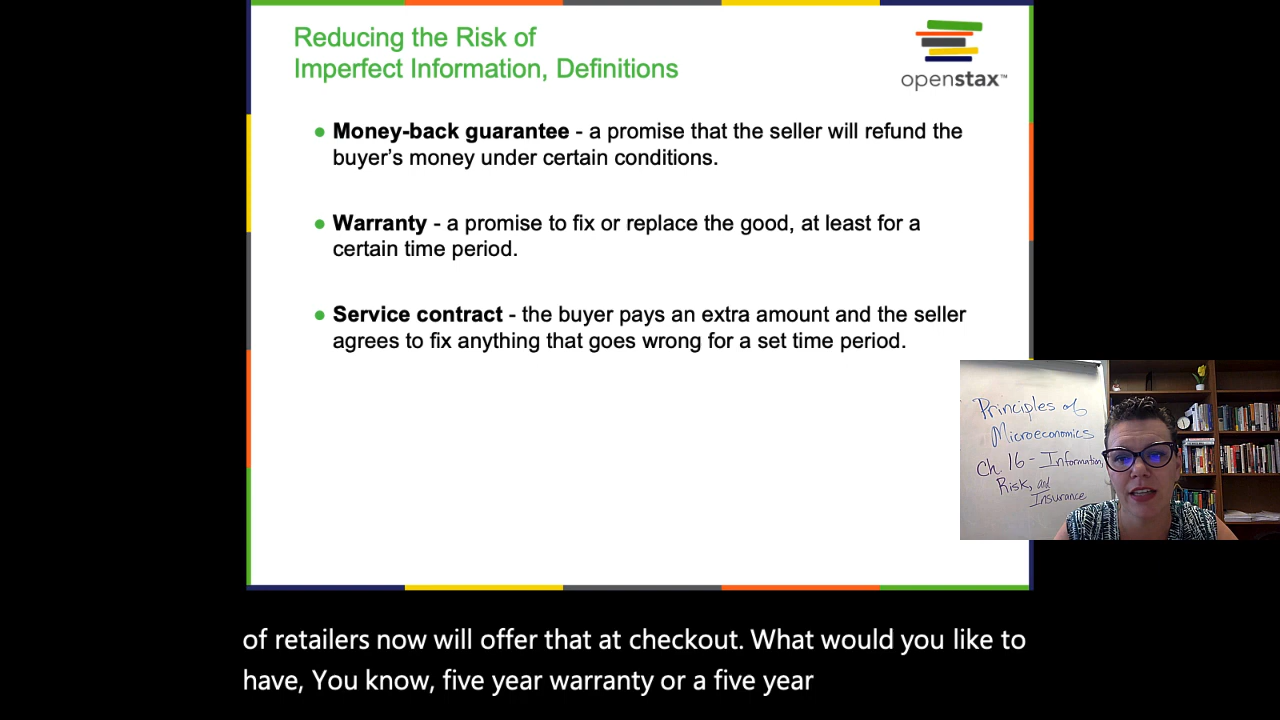 Reducing the Risk of
Imperfect Information, Definitions
openstax™
● Money-back guarantee - a promise that the seller will refund the
buyer’s money under certain conditions.
● Warranty - a promise to fix or replace the good, at least for a
certain time period.
● Service contract - the buyer pays an extra amount and the seller
agrees to fix anything that goes wrong for a set time period.
Principles of
Microeconomics
Ch. 16 - Information,
Risk, and
Insurance
of retailers now will offer that at checkout. What would you like to
have, You know, five year warranty or a five year